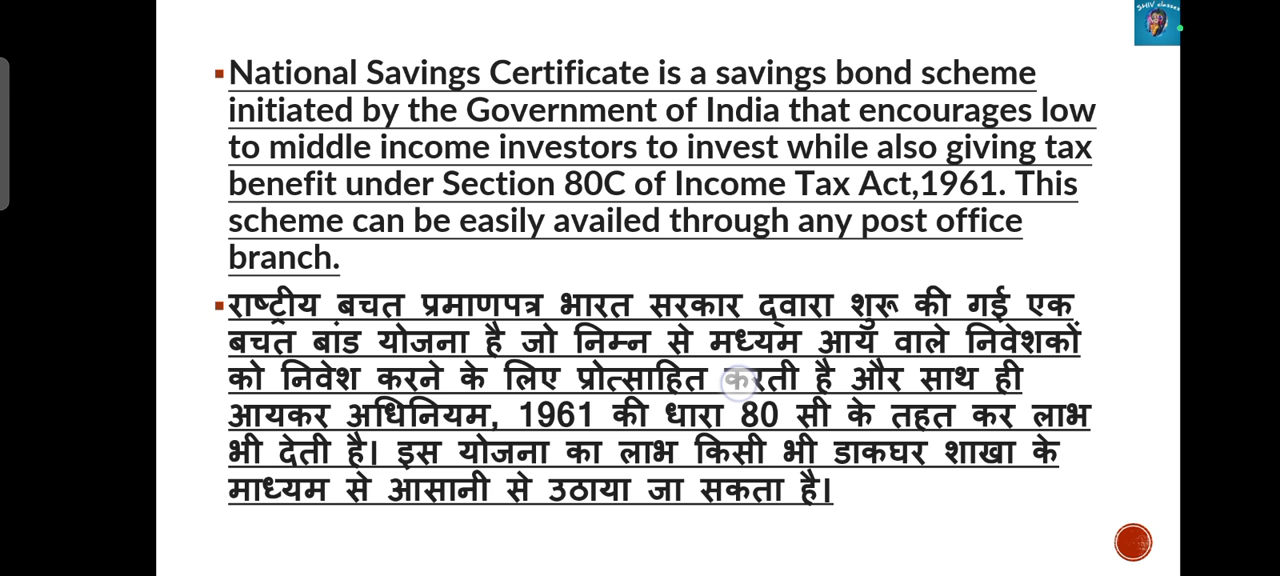 SHIV classes
National Savings Certificate is a savings bond scheme
initiated by the Government of India that encourages low
to middle income investors to invest while also giving tax
benefit under Section 80C of Income Tax Act,1961. This
scheme can be easily availed through any post office
branch.
राष्ट्रीय बचत प्रमाणपत्र भारत सरकार द्वारा शुरू की गई एक
बचत बांड योजना है जो निम्न से मध्यम आय वाले निवेशकों
को निवेश करने के लिए प्रोत्साहित करती है और साथ ही
आयकर अधिनियम, 1961 की धारा 80 सी के तहत कर लाभ
भी देती है। इस योजना का लाभ किसी भी डाकघर शाखा के
माध्यम से आसानी से उठाया जा सकता है।